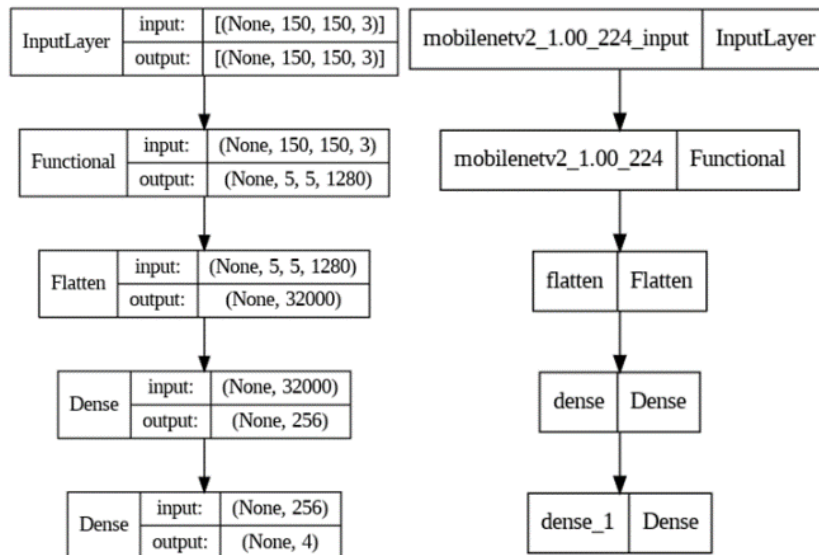 InputLayer
input: [(None, 150, 150, 3)]
output: [(None, 150, 150, 3)]
Functional
input: (None, 150, 150, 3)
output: (None, 5, 5, 1280)
Flatten
input: (None, 5, 5, 1280)
output: (None, 32000)
Dense
input: (None, 32000)
output: (None, 256)
Dense
input: (None, 256)
output: (None, 4)
mobilenetv2_1.00_224_input InputLayer
mobilenetv2_1.00_224 Functional
flatten Flatten
dense Dense
dense_1 Dense